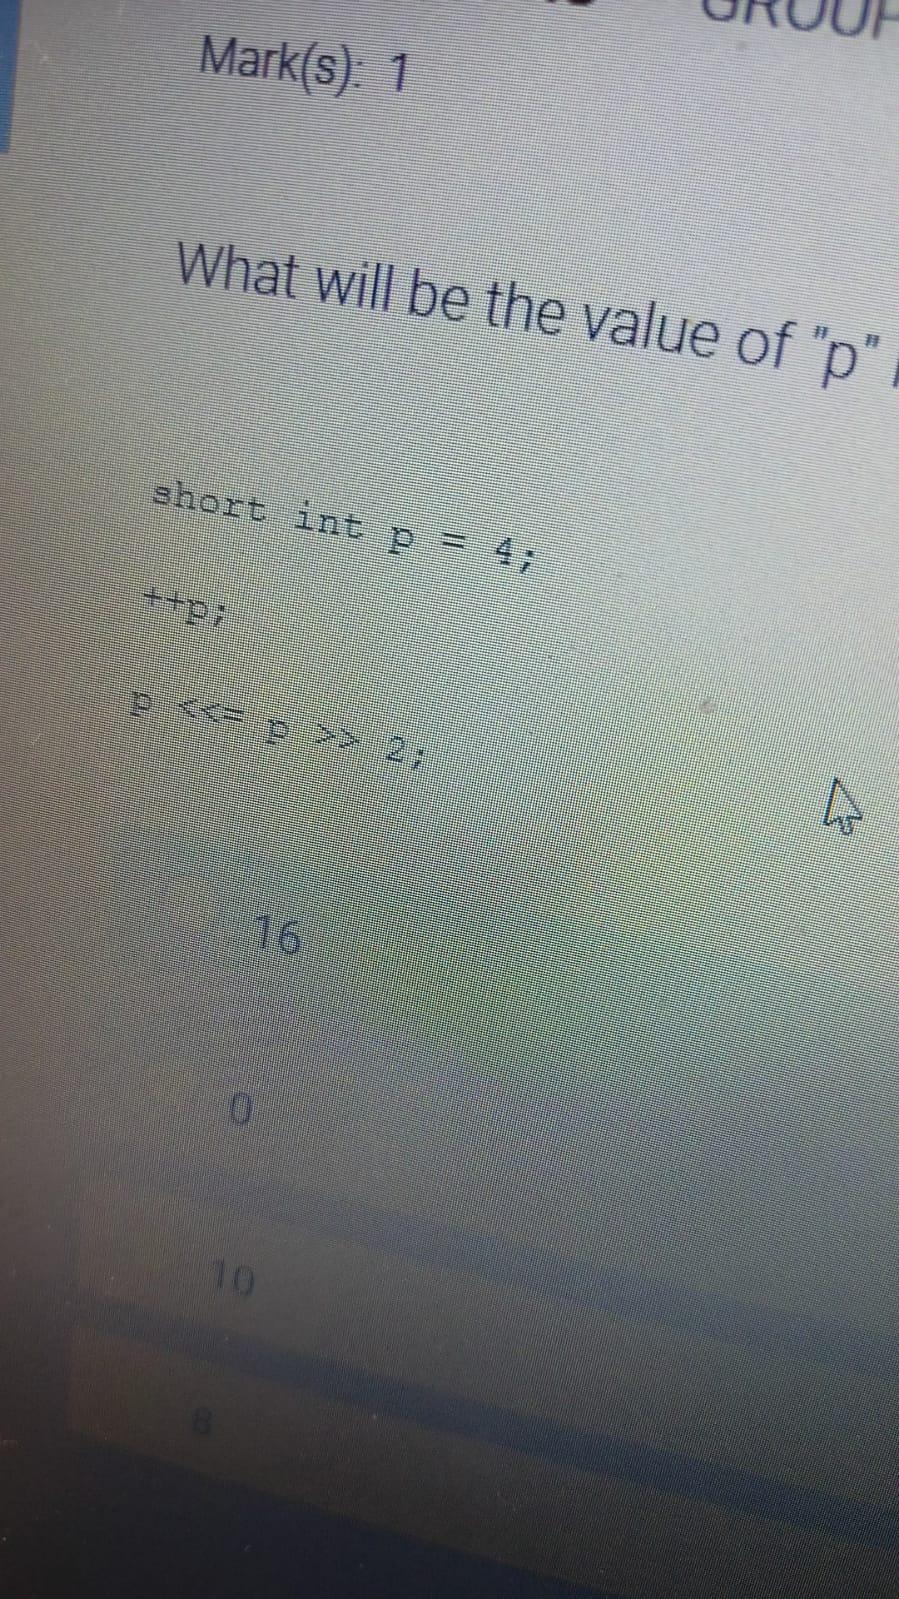 GROUP
Mark(s): 1
What will be the value of "p"
short int p = 4;
++p;
p <<= p >> 2;
16
0
10
8